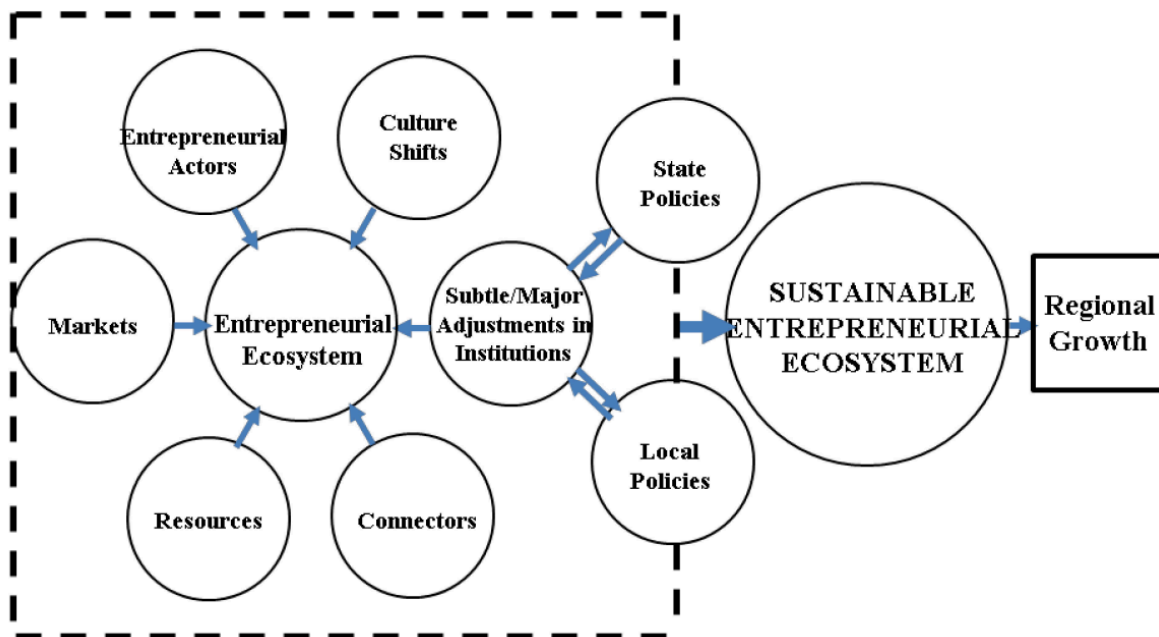 Entrepreneurial
Actors
Culture
Shifts
State
Policies
Markets
Entrepreneurial
Ecosystem
Subtle/Major
Adjustments in
Institutions
SUSTAINABLE
ENTREPRENEURIAL
ECOSYSTEM
Regional
Growth
Local
Policies
Resources
Connectors